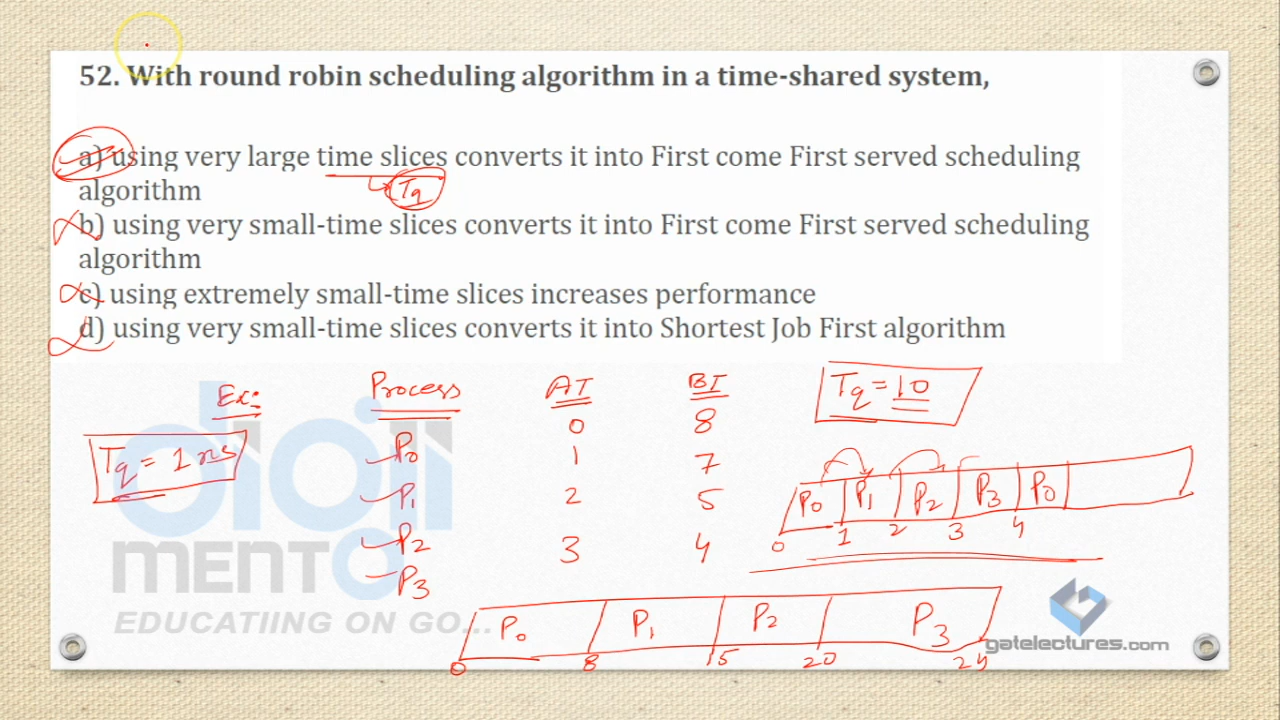 52. With round robin scheduling algorithm in a time-shared system,
a) using very large time slices converts it into First come First served scheduling
algorithm
Tq
b) using very small-time slices converts it into First come First served scheduling
algorithm
c) using extremely small-time slices increases performance
d) using very small-time slices converts it into Shortest Job First algorithm
Ex: Process AT BT Tq = 10
0 8
Tq = 1 ns P0 1 7
P0 P1 P2 P3 P0
P1 2 5
0 1 2 3 4
P2 3 4
P3
digi
MENT
EDUCATIING ON GO...
P0 P1 P2 P3
0 8 15 20 24
gatelectures.com